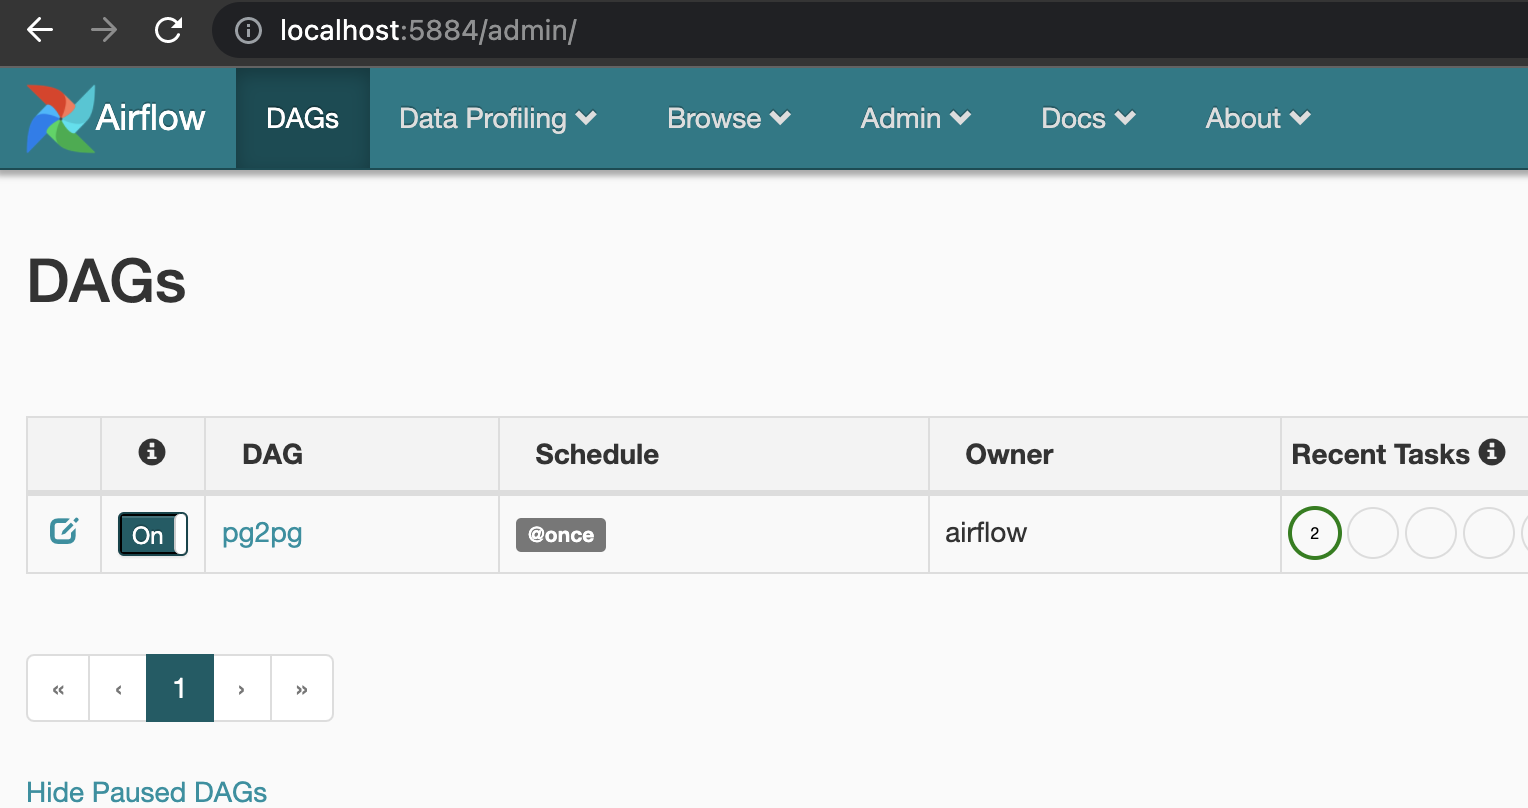 localhost:5884/admin/
Airflow DAGs Data Profiling Browse Admin Docs About
DAGs
DAG Schedule Owner Recent Tasks
On pg2pg @once airflow 2
« ‹ 1 › »
Hide Paused DAGs